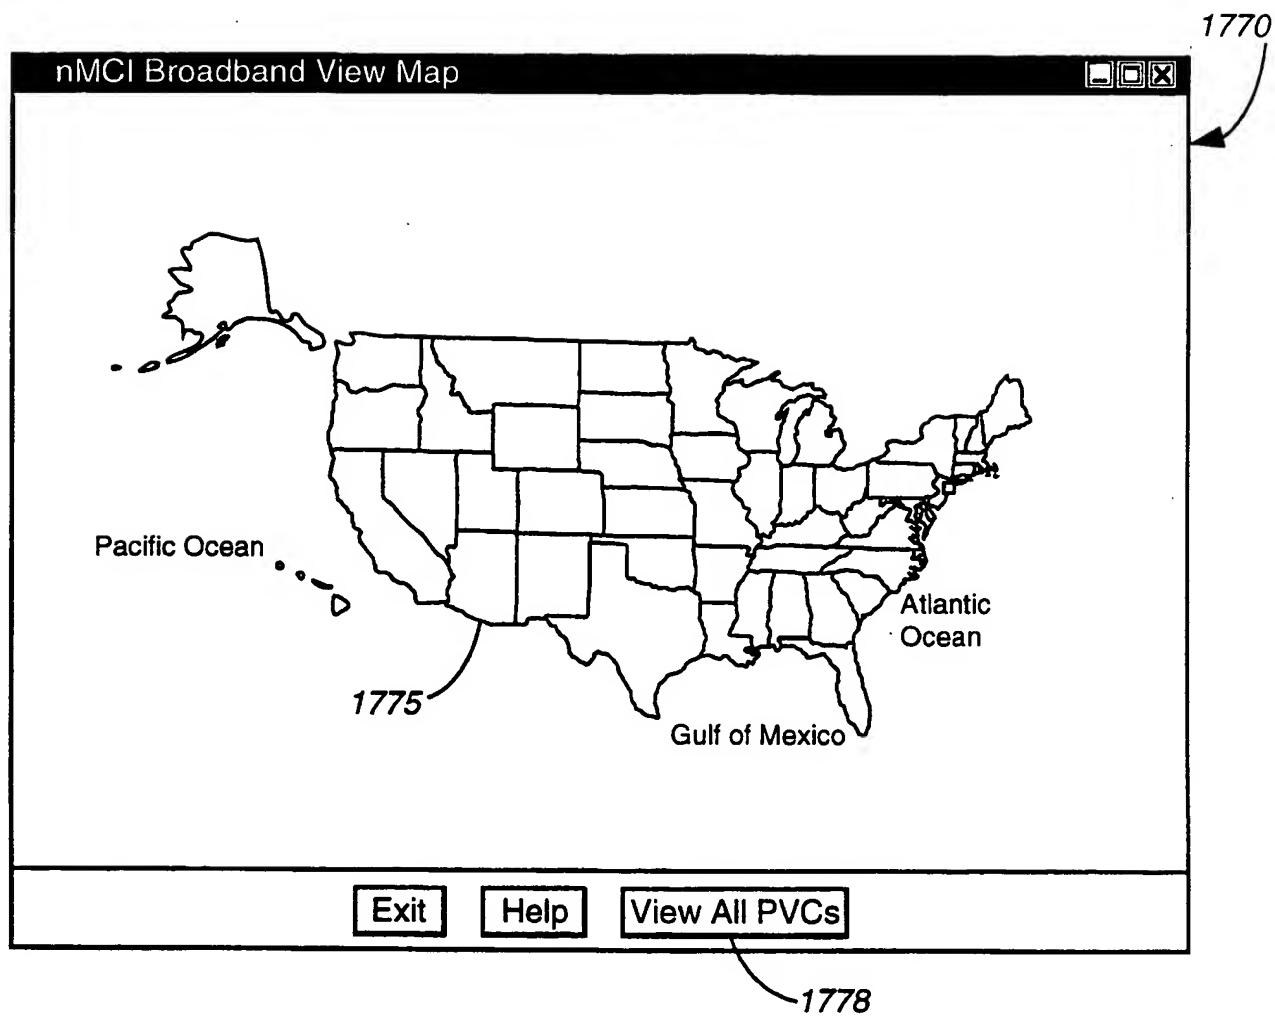 1770
nMCI Broadband View Map
Pacific Ocean
Atlantic
Ocean
1775
Gulf of Mexico
Exit
Help
View All PVCs
1778